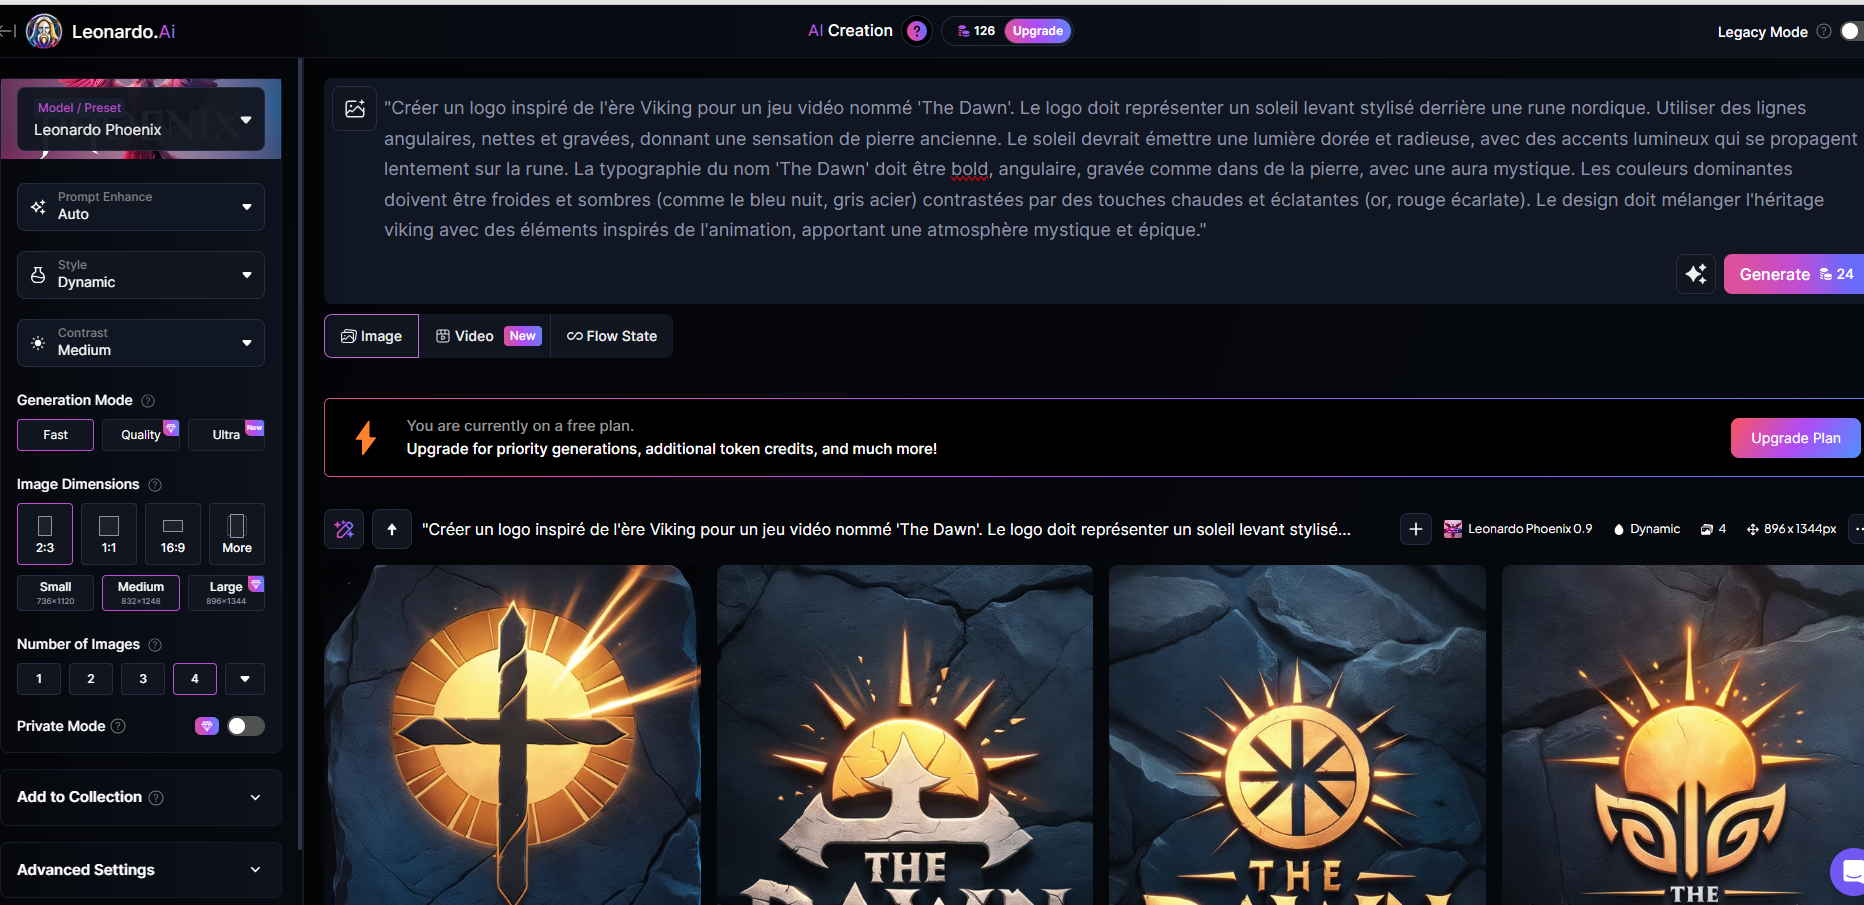 Leonardo.Ai
AI Creation
?
126
Upgrade
Legacy Mode
?
Model / Preset
Leonardo Phoenix
Prompt Enhance
Auto
Style
Dynamic
Contrast
Medium
Generation Mode ?
Fast
Quality
Ultra
New
Image Dimensions ?
2:3
1:1
16:9
More
Small
736×1120
Medium
832×1248
Large
896×1344
Number of Images ?
1
2
3
4
Private Mode ?
Add to Collection ?
Advanced Settings
"Créer un logo inspiré de l'ère Viking pour un jeu vidéo nommé 'The Dawn'. Le logo doit représenter un soleil levant stylisé derrière une rune nordique. Utiliser des lignes
angulaires, nettes et gravées, donnant une sensation de pierre ancienne. Le soleil devrait émettre une lumière dorée et radieuse, avec des accents lumineux qui se propagent
lentement sur la rune. La typographie du nom 'The Dawn' doit être bold, angulaire, gravée comme dans de la pierre, avec une aura mystique. Les couleurs dominantes
doivent être froides et sombres (comme le bleu nuit, gris acier) contrastées par des touches chaudes et éclatantes (or, rouge écarlate). Le design doit mélanger l'héritage
viking avec des éléments inspirés de l'animation, apportant une atmosphère mystique et épique."
Generate 24
Image
Video New
Flow State
You are currently on a free plan.
Upgrade for priority generations, additional token credits, and much more!
Upgrade Plan
"Créer un logo inspiré de l'ère Viking pour un jeu vidéo nommé 'The Dawn'. Le logo doit représenter un soleil levant stylisé...
Leonardo Phoenix 0.9
Dynamic
4
896x1344px
THE
DAWN
THE
DAWN
THE